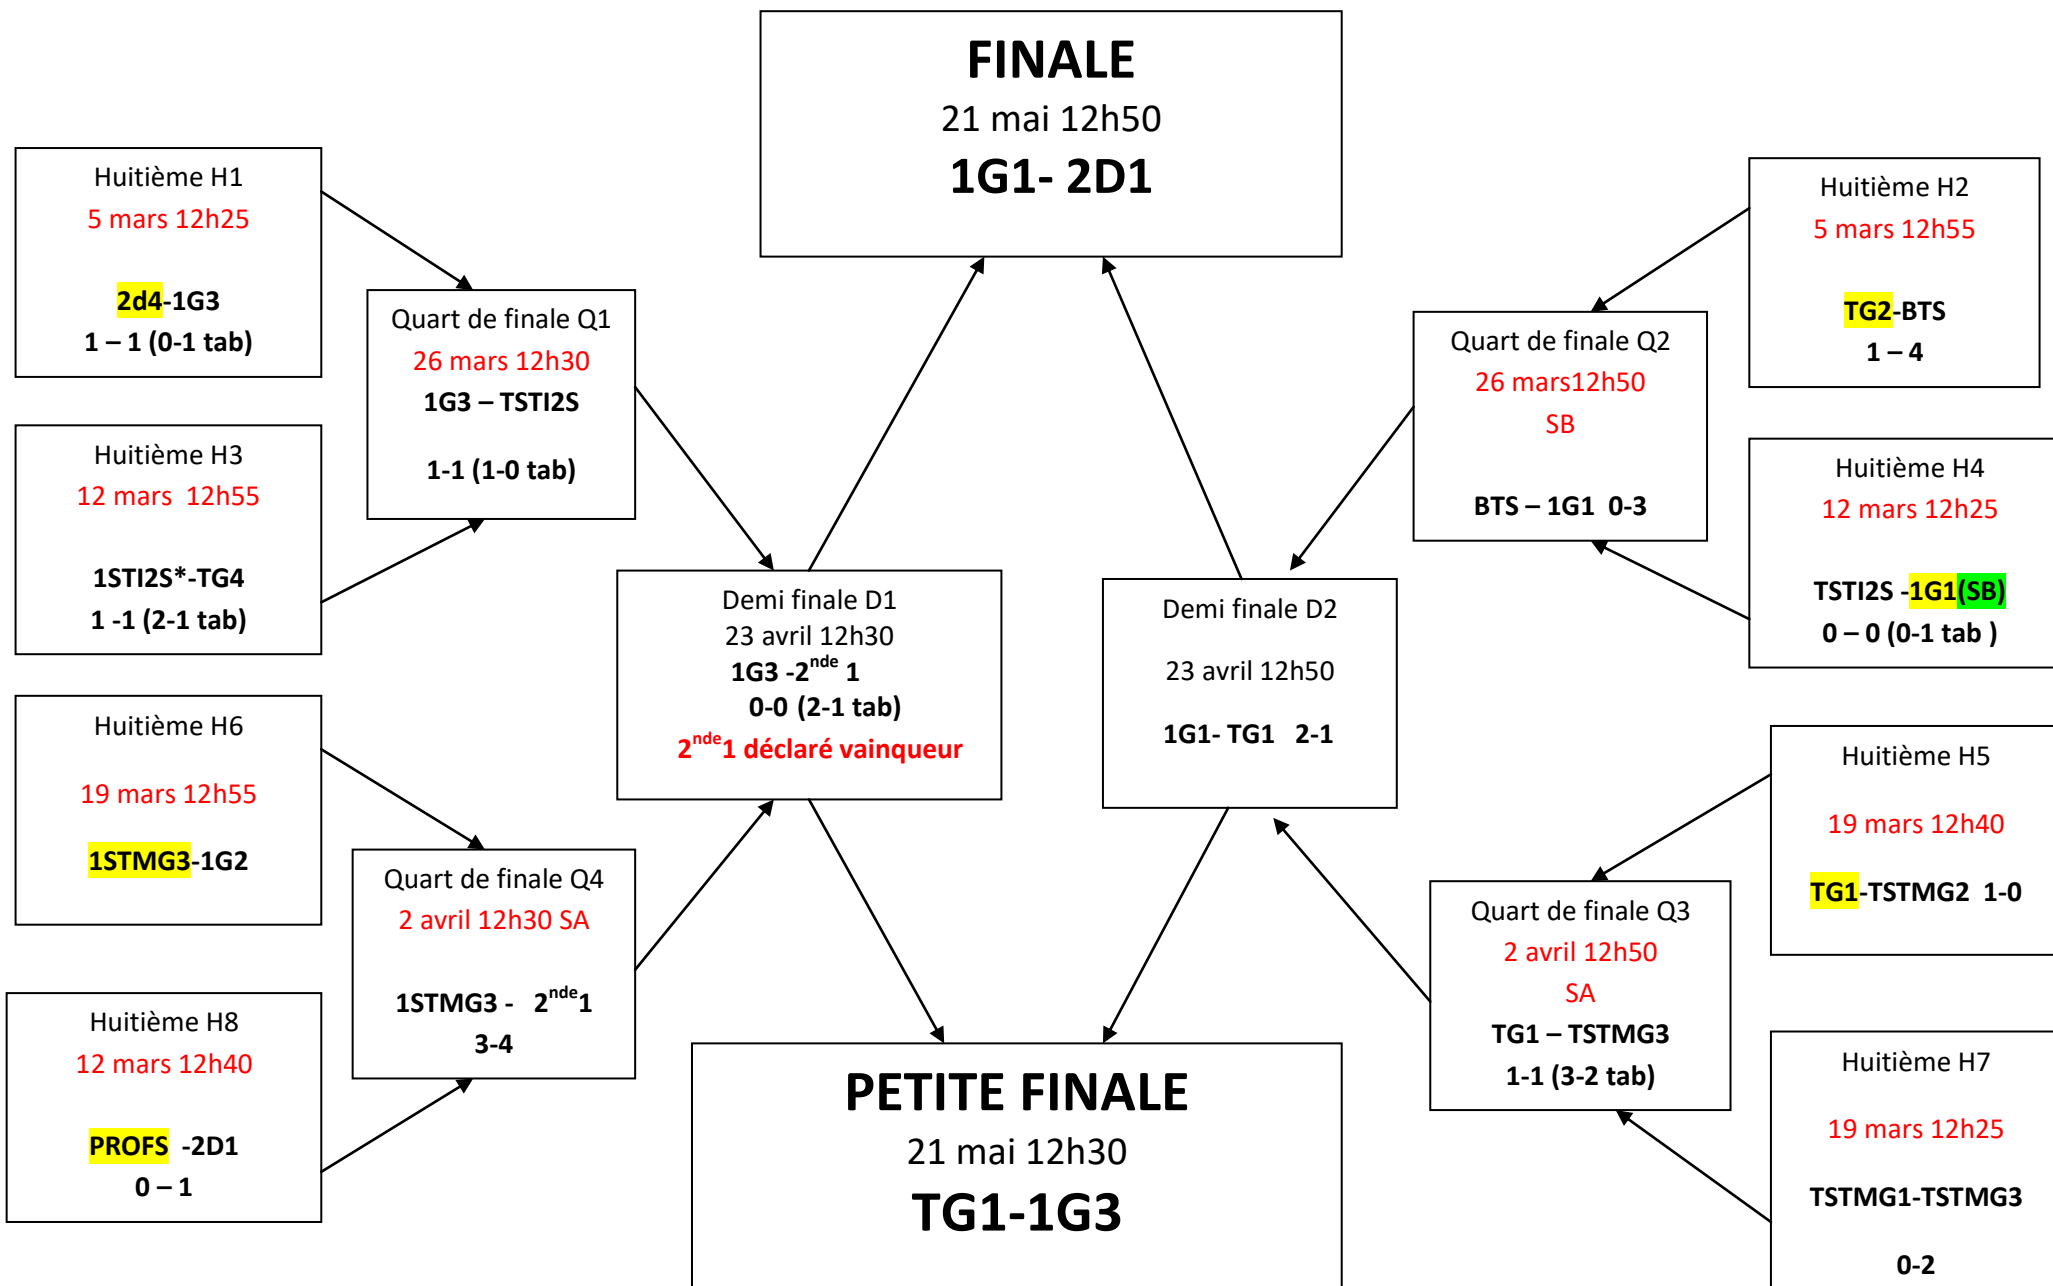 FINALE
21 mai 12h50
1G1- 2D1
Huitième H1
5 mars 12h25
2d4-1G3
1 – 1 (0-1 tab)
Huitième H2
5 mars 12h55
TG2-BTS
1 – 4
Quart de finale Q1
26 mars 12h30
1G3 – TSTI2S
1-1 (1-0 tab)
Quart de finale Q2
26 mars12h50
SB
BTS – 1G1 0-3
Huitième H3
12 mars 12h55
1STI2S*-TG4
1 -1 (2-1 tab)
Huitième H4
12 mars 12h25
TSTI2S -1G1(SB)
0 – 0 (0-1 tab )
Demi finale D1
23 avril 12h30
1G3 -2nde 1
0-0 (2-1 tab)
2nde1 déclaré vainqueur
Demi finale D2
23 avril 12h50
1G1- TG1 2-1
Huitième H6
19 mars 12h55
1STMG3-1G2
Huitième H5
19 mars 12h40
TG1-TSTMG2 1-0
Quart de finale Q4
2 avril 12h30 SA
1STMG3 - 2nde1
3-4
Quart de finale Q3
2 avril 12h50
SA
TG1 – TSTMG3
1-1 (3-2 tab)
Huitième H8
12 mars 12h40
PROFS -2D1
0 – 1
PETITE FINALE
21 mai 12h30
TG1-1G3
Huitième H7
19 mars 12h25
TSTMG1-TSTMG3
0-2